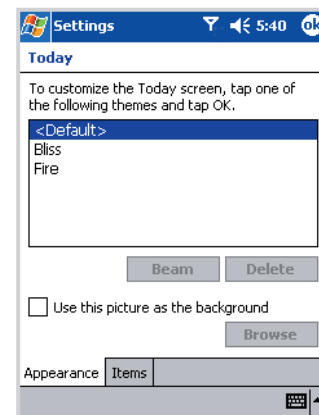 Settings 5:40 ok
Today
To customize the Today screen, tap one of
the following themes and tap OK.
<Default>
Bliss
Fire
Beam Delete
Use this picture as the background
Browse
Appearance Items